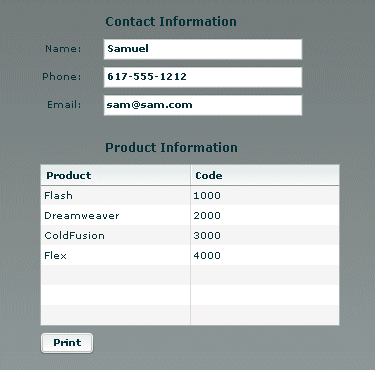 Contact Information
Name: Samuel
Phone: 617-555-1212
Email: sam@sam.com
Product Information
Product Code
Flash 1000
Dreamweaver 2000
ColdFusion 3000
Flex 4000
Print